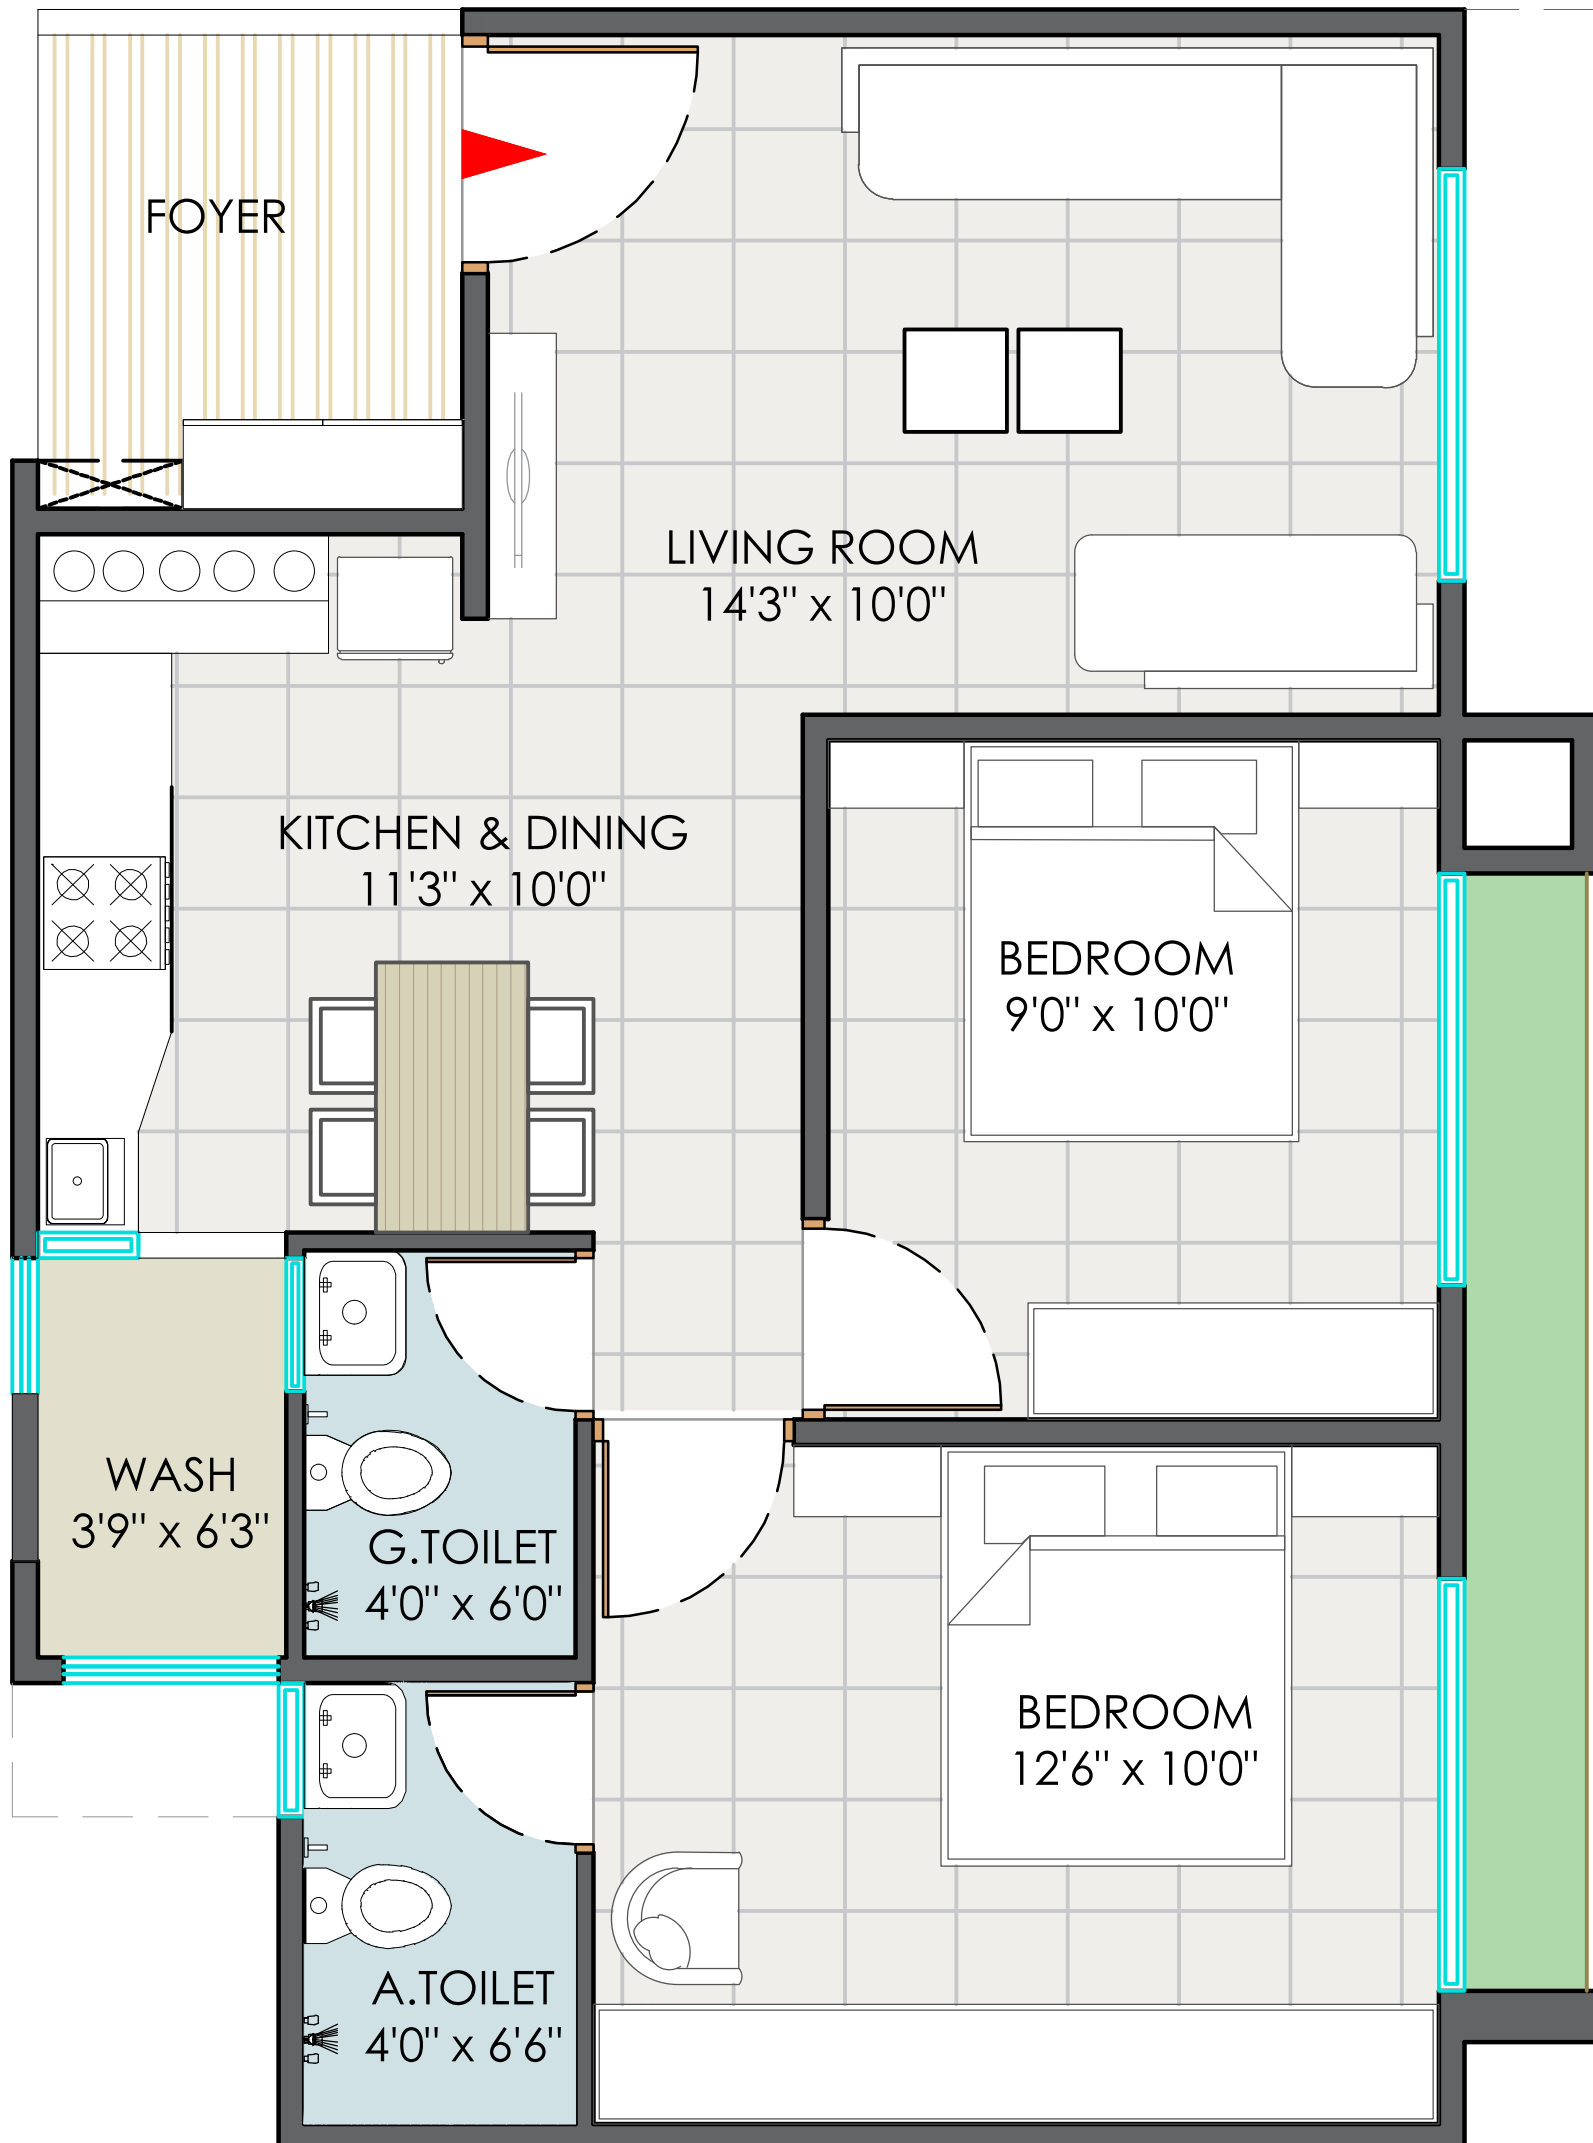 FOYER
LIVING ROOM
14'3" x 10'0"
KITCHEN & DINING
11'3" x 10'0"
BEDROOM
9'0" x 10'0"
WASH
3'9" x 6'3"
G.TOILET
4'0" x 6'0"
BEDROOM
12'6" x 10'0"
A.TOILET
4'0" x 6'6"